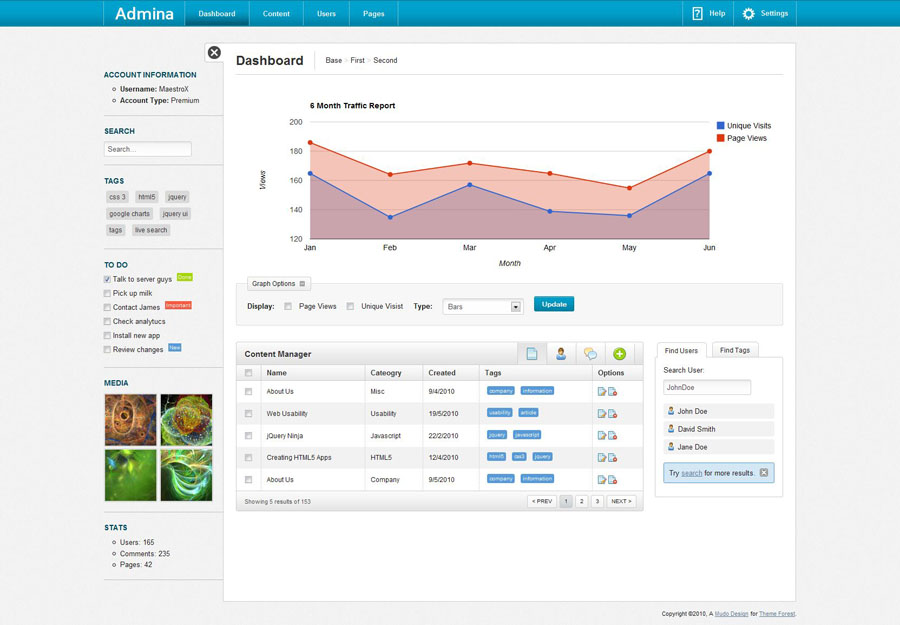 Admina
Dashboard
Content
Users
Pages
Help
Settings
ACCOUNT INFORMATION
Username: MaestroX
Account Type: Premium
SEARCH
Search...
TAGS
css 3 html5 jquery
google charts jquery ui
tags live search
TO DO
Talk to server guys Done
Pick up milk
Contact James Important
Check analytucs
Install new app
Review changes New
MEDIA
STATS
Users: 165
Comments: 235
Pages: 42
Dashboard
Base First Second
6 Month Traffic Report
200
180
160
140
120
Views
Jan Feb Mar Apr May Jun
Month
Unique Visits
Page Views
Graph Options
Display: Page Views Unique Visist Type: Bars Update
Content Manager
Name Cateogry Created Tags Options
About Us Misc 9/4/2010 company information
Web Usability Usability 19/5/2010 usability article
jQuery Ninja Javascript 22/2/2010 jquery javascript
Creating HTML5 Apps HTML5 12/4/2010 html5 css3 jquery
About Us Company 9/5/2010 company information
Showing 5 results of 153
< PREV 1 2 3 NEXT >
Find Users Find Tags
Search User:
JohnDoe
John Doe
David Smith
Jane Doe
Try search for more results.
Copyright ©2010, A Mudo Design for Theme Forest.